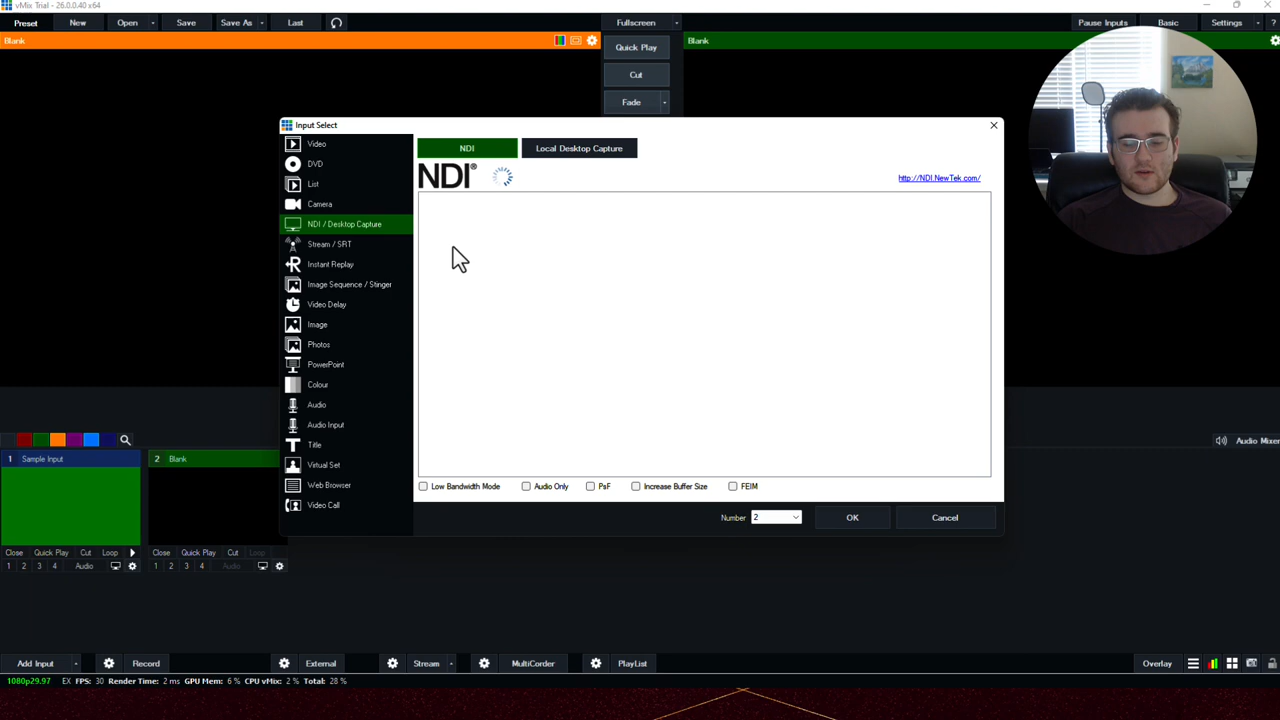 vMix Trial - 26.0.0.40 x64
Preset New Open Save Save As Last Fullscreen Pause Inputs Basic Settings ?
Blank
Quick Play
Blank
Cut
Fade
Input Select
Video
DVD
List
Camera
NDI / Desktop Capture
Stream / SRT
Instant Replay
Image Sequence / Stinger
Video Delay
Image
Photos
PowerPoint
Colour
Audio
Audio Input
Title
Virtual Set
Web Browser
Video Call
NDI Local Desktop Capture
NDI® http://NDI.NewTek.com/
Low Bandwidth Mode Audio Only PsF Increase Buffer Size FEIM
Number 2 OK Cancel
Audio Mixer
1 Sample Input 2 Blank
Close Quick Play Cut Loop Close Quick Play Cut Loop
1 2 3 4 Audio 1 2 3 4 Audio
Add Input Record External Stream MultiCorder PlayList Overlay
1080p29.97 EX FPS: 30 Render Time: 2 ms GPU Mem: 6 % CPU vMix: 2 % Total: 28 %